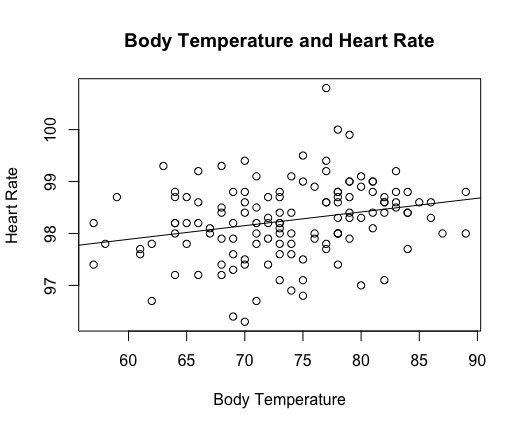 Body Temperature and Heart Rate
Heart Rate
100
99
98
97
60 65 70 75 80 85 90
Body Temperature